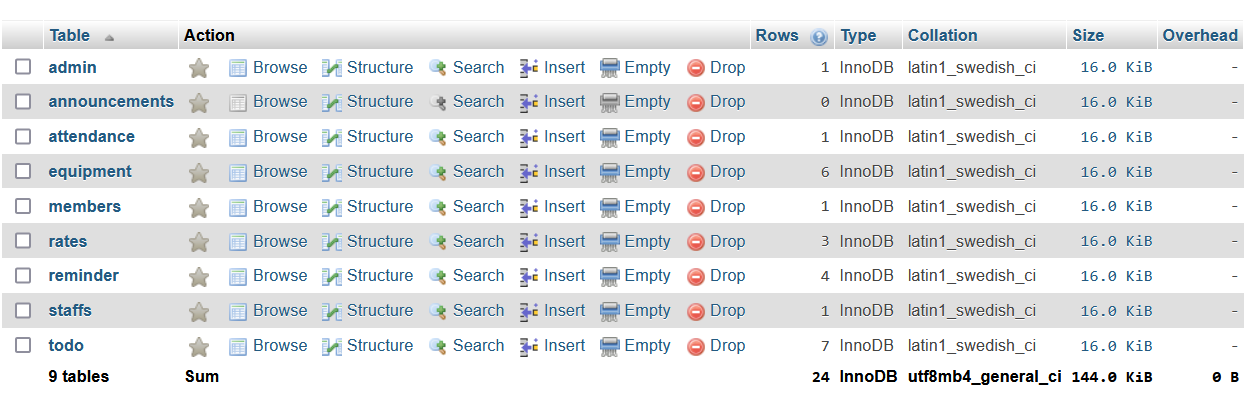 Table Action Rows Type Collation Size Overhead
admin Browse Structure Search Insert Empty Drop 1 InnoDB latin1_swedish_ci 16.0 KiB -
announcements Browse Structure Search Insert Empty Drop 0 InnoDB latin1_swedish_ci 16.0 KiB -
attendance Browse Structure Search Insert Empty Drop 1 InnoDB latin1_swedish_ci 16.0 KiB -
equipment Browse Structure Search Insert Empty Drop 6 InnoDB latin1_swedish_ci 16.0 KiB -
members Browse Structure Search Insert Empty Drop 1 InnoDB latin1_swedish_ci 16.0 KiB -
rates Browse Structure Search Insert Empty Drop 3 InnoDB latin1_swedish_ci 16.0 KiB -
reminder Browse Structure Search Insert Empty Drop 4 InnoDB latin1_swedish_ci 16.0 KiB -
staffs Browse Structure Search Insert Empty Drop 1 InnoDB latin1_swedish_ci 16.0 KiB -
todo Browse Structure Search Insert Empty Drop 7 InnoDB latin1_swedish_ci 16.0 KiB -
9 tables Sum 24 InnoDB utf8mb4_general_ci 144.0 KiB 0 B